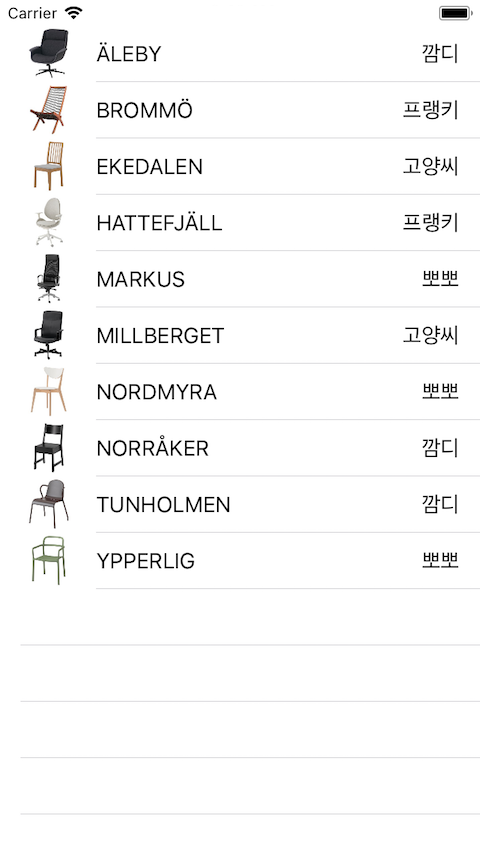 Carrier
ÄLEBY 깜디
BROMMÖ 프랭키
EKEDALEN 고양씨
HATTEFJÄLL 프랭키
MARKUS 뽀뽀
MILLBERGET 고양씨
NORDMYRA 뽀뽀
NORRÅKER 깜디
TUNHOLMEN 깜디
YPPERLIG 뽀뽀